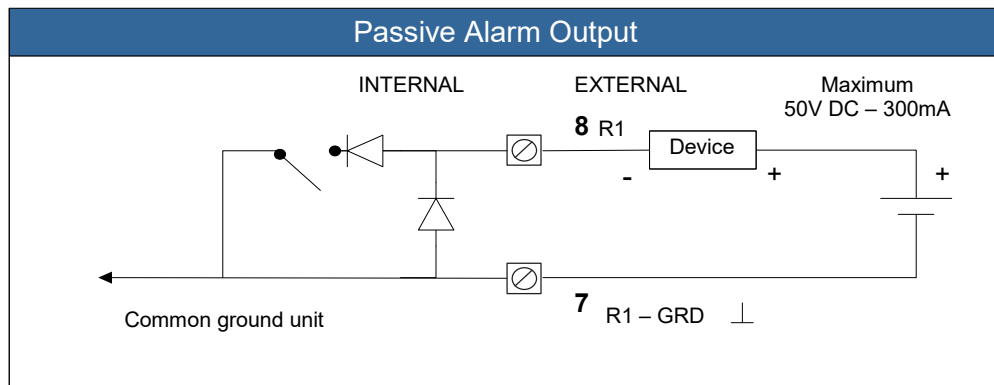 Passive Alarm Output
INTERNAL
EXTERNAL
Maximum
50V DC – 300mA
8 R1
Device
- +
+
7 R1 – GRD ⊥
Common ground unit